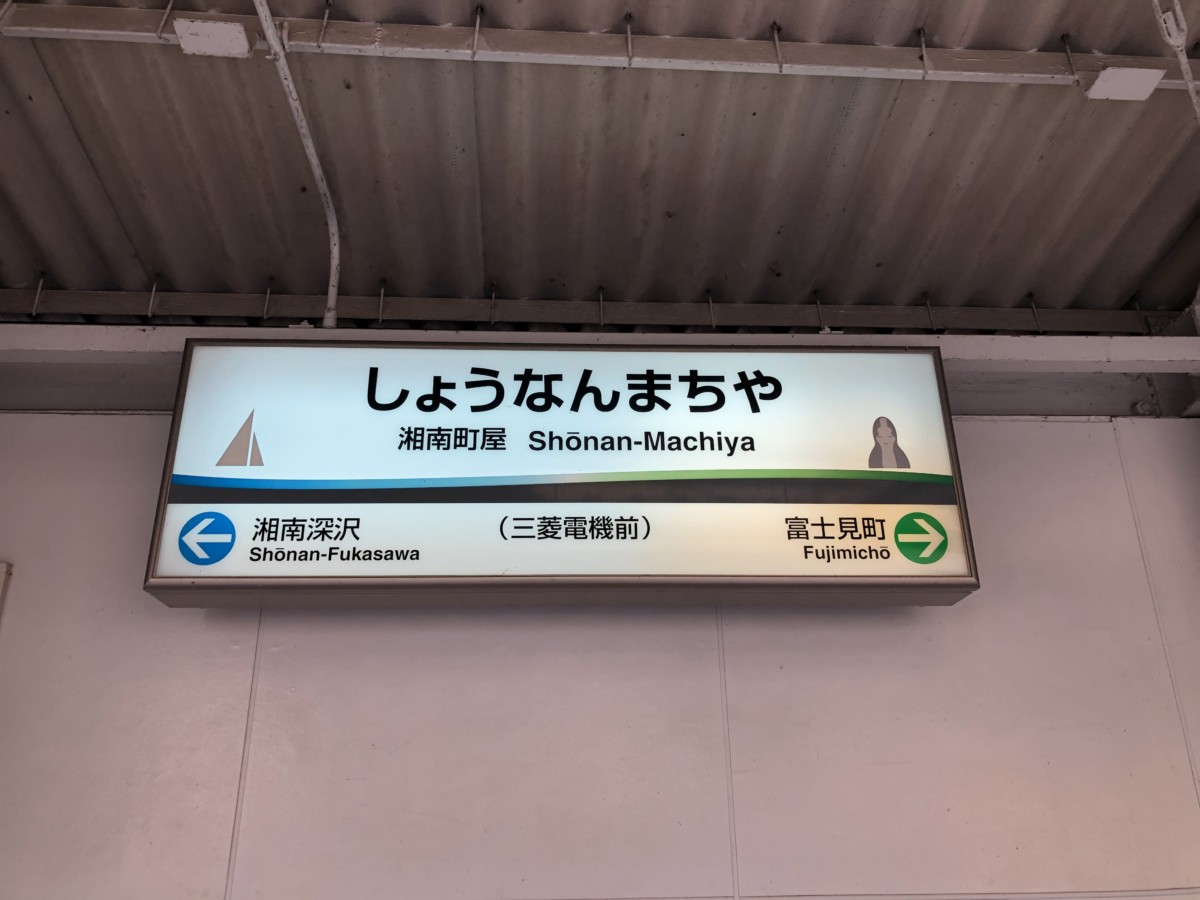 しょうなんまちや
湘南町屋 Shōnan-Machiya
湘南深沢 (三菱電機前) 富士見町
Shōnan-Fukasawa Fujimichō